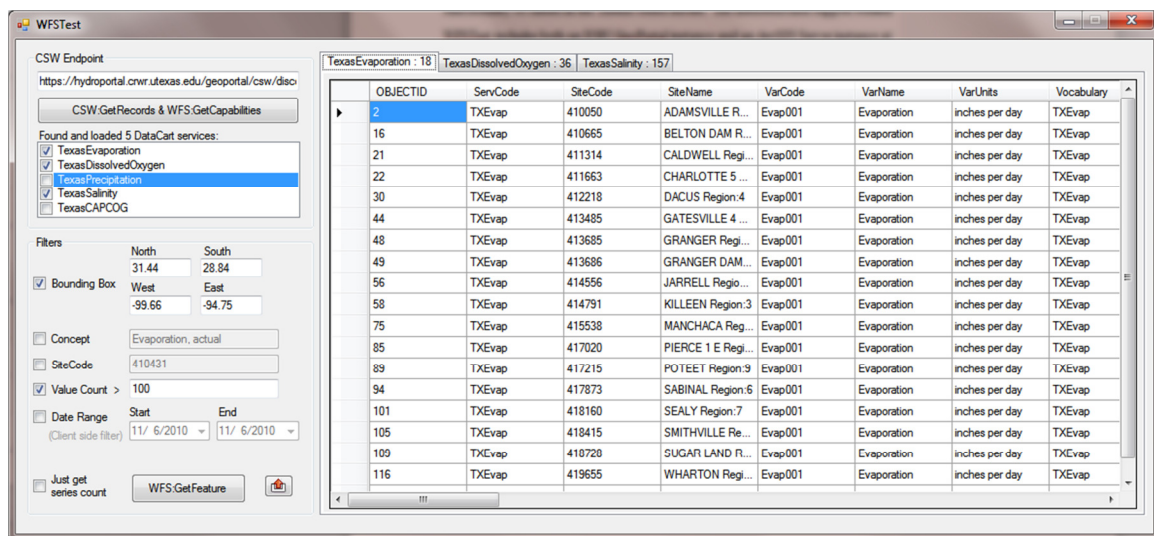 WFSTest
CSW Endpoint
https://hydroportal.crwr.utexas.edu/geoportal/csw/disc
CSW:GetRecords & WFS:GetCapabilities
Found and loaded 5 DataCart services:
TexasEvaporation
TexasDissolvedOxygen
TexasPrecipitation
TexasSalinity
TexasCAPCOG
Filters
North South
31.44 28.84
Bounding Box West East
-99.66 -94.75
Concept Evaporation, actual
SiteCode 410431
Value Count > 100
Date Range Start End
(Client side filter) 11/ 6/2010 11/ 6/2010
Just get
series count WFS:GetFeature
TexasEvaporation : 18 TexasDissolvedOxygen : 36 TexasSalinity : 157
OBJECTID ServCode SiteCode SiteName VarCode VarName VarUnits Vocabulary
2 TXEvap 410050 ADAMSVILLE R... Evap001 Evaporation inches per day TXEvap
16 TXEvap 410665 BELTON DAM R... Evap001 Evaporation inches per day TXEvap
21 TXEvap 411314 CALDWELL Regi... Evap001 Evaporation inches per day TXEvap
22 TXEvap 411663 CHARLOTTE 5 ... Evap001 Evaporation inches per day TXEvap
30 TXEvap 412218 DACUS Region:4 Evap001 Evaporation inches per day TXEvap
44 TXEvap 413485 GATESVILLE 4 ... Evap001 Evaporation inches per day TXEvap
48 TXEvap 413685 GRANGER Regi... Evap001 Evaporation inches per day TXEvap
49 TXEvap 413686 GRANGER DAM... Evap001 Evaporation inches per day TXEvap
56 TXEvap 414556 JARRELL Regio... Evap001 Evaporation inches per day TXEvap
58 TXEvap 414791 KILLEEN Region:3 Evap001 Evaporation inches per day TXEvap
75 TXEvap 415538 MANCHACA Reg... Evap001 Evaporation inches per day TXEvap
85 TXEvap 417020 PIERCE 1 E Regi... Evap001 Evaporation inches per day TXEvap
89 TXEvap 417215 POTEET Region:9 Evap001 Evaporation inches per day TXEvap
94 TXEvap 417873 SABINAL Region:6 Evap001 Evaporation inches per day TXEvap
101 TXEvap 418160 SEALY Region:7 Evap001 Evaporation inches per day TXEvap
105 TXEvap 418415 SMITHVILLE Re... Evap001 Evaporation inches per day TXEvap
109 TXEvap 418728 SUGAR LAND R... Evap001 Evaporation inches per day TXEvap
116 TXEvap 419655 WHARTON Regi... Evap001 Evaporation inches per day TXEvap